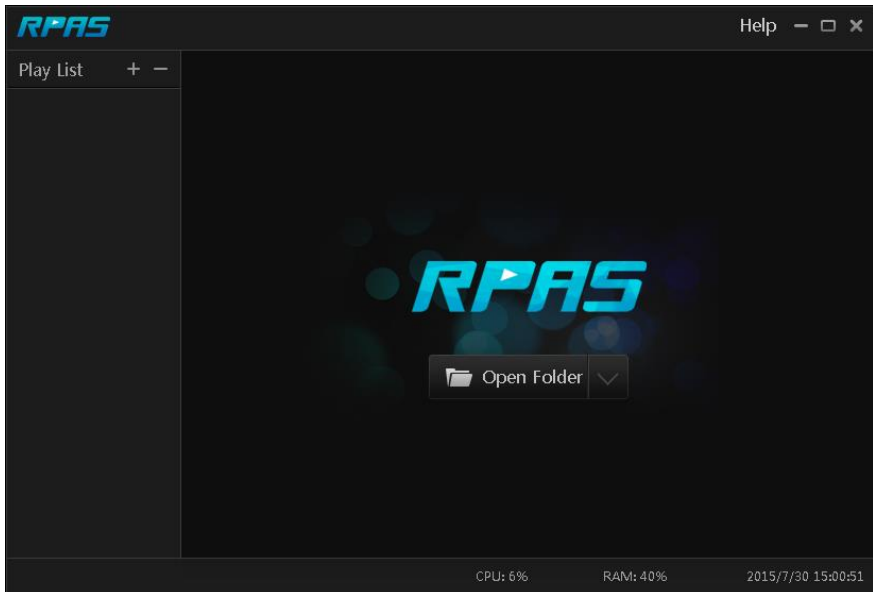 RPAS
Help
Play List + −
RPAS
Open Folder
CPU: 6% RAM: 40% 2015/7/30 15:00:51